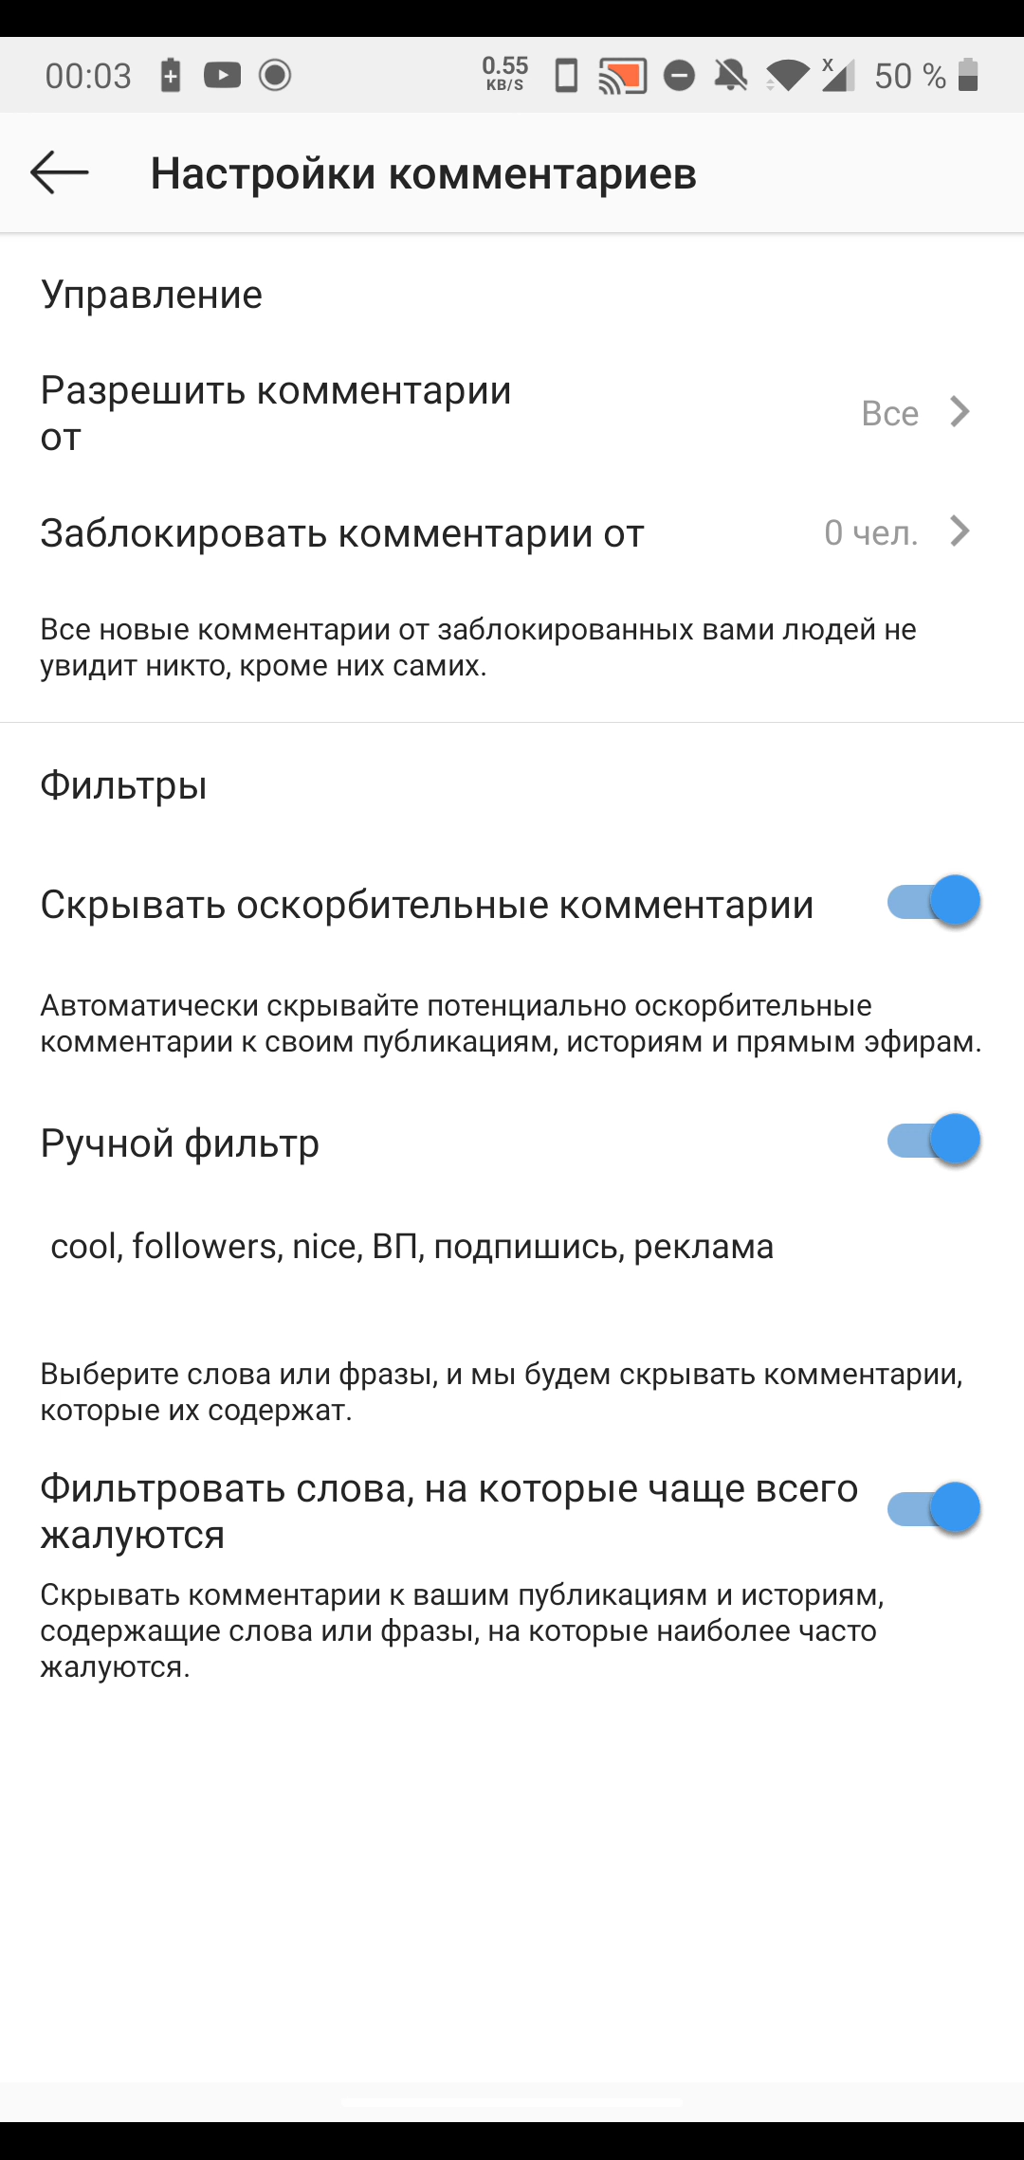 00:03
0.55
KB/S
x
50 %
Настройки комментариев
Управление
Разрешить комментарии
от
Все
Заблокировать комментарии от
0 чел.
Все новые комментарии от заблокированных вами людей не
увидит никто, кроме них самих.
Фильтры
Скрывать оскорбительные комментарии
Автоматически скрывайте потенциально оскорбительные
комментарии к своим публикациям, историям и прямым эфирам.
Ручной фильтр
cool, followers, nice, ВП, подпишись, реклама
Выберите слова или фразы, и мы будем скрывать комментарии,
которые их содержат.
Фильтровать слова, на которые чаще всего
жалуются
Скрывать комментарии к вашим публикациям и историям,
содержащие слова или фразы, на которые наиболее часто
жалуются.